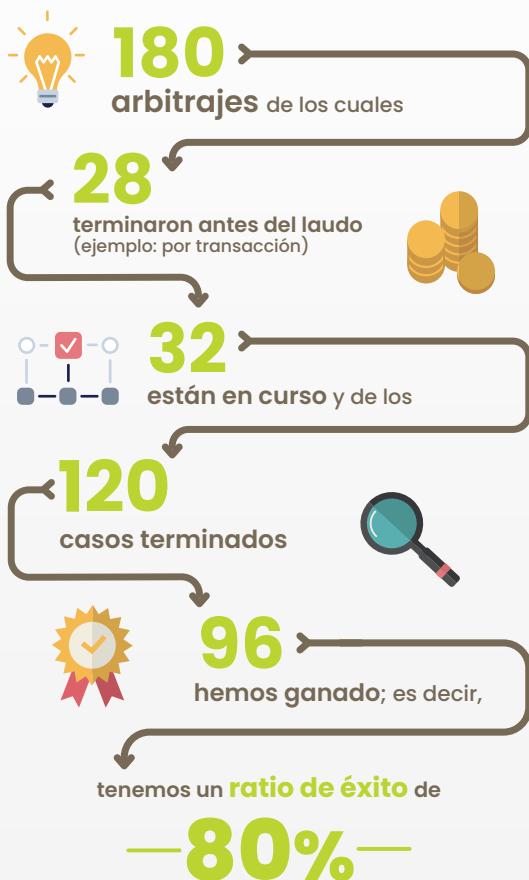 180
arbitrajes de los cuales
28
terminaron antes del laudo
(ejemplo: por transacción)
32
están en curso y de los
120
casos terminados
96
hemos ganado; es decir,
tenemos un ratio de éxito de
80%